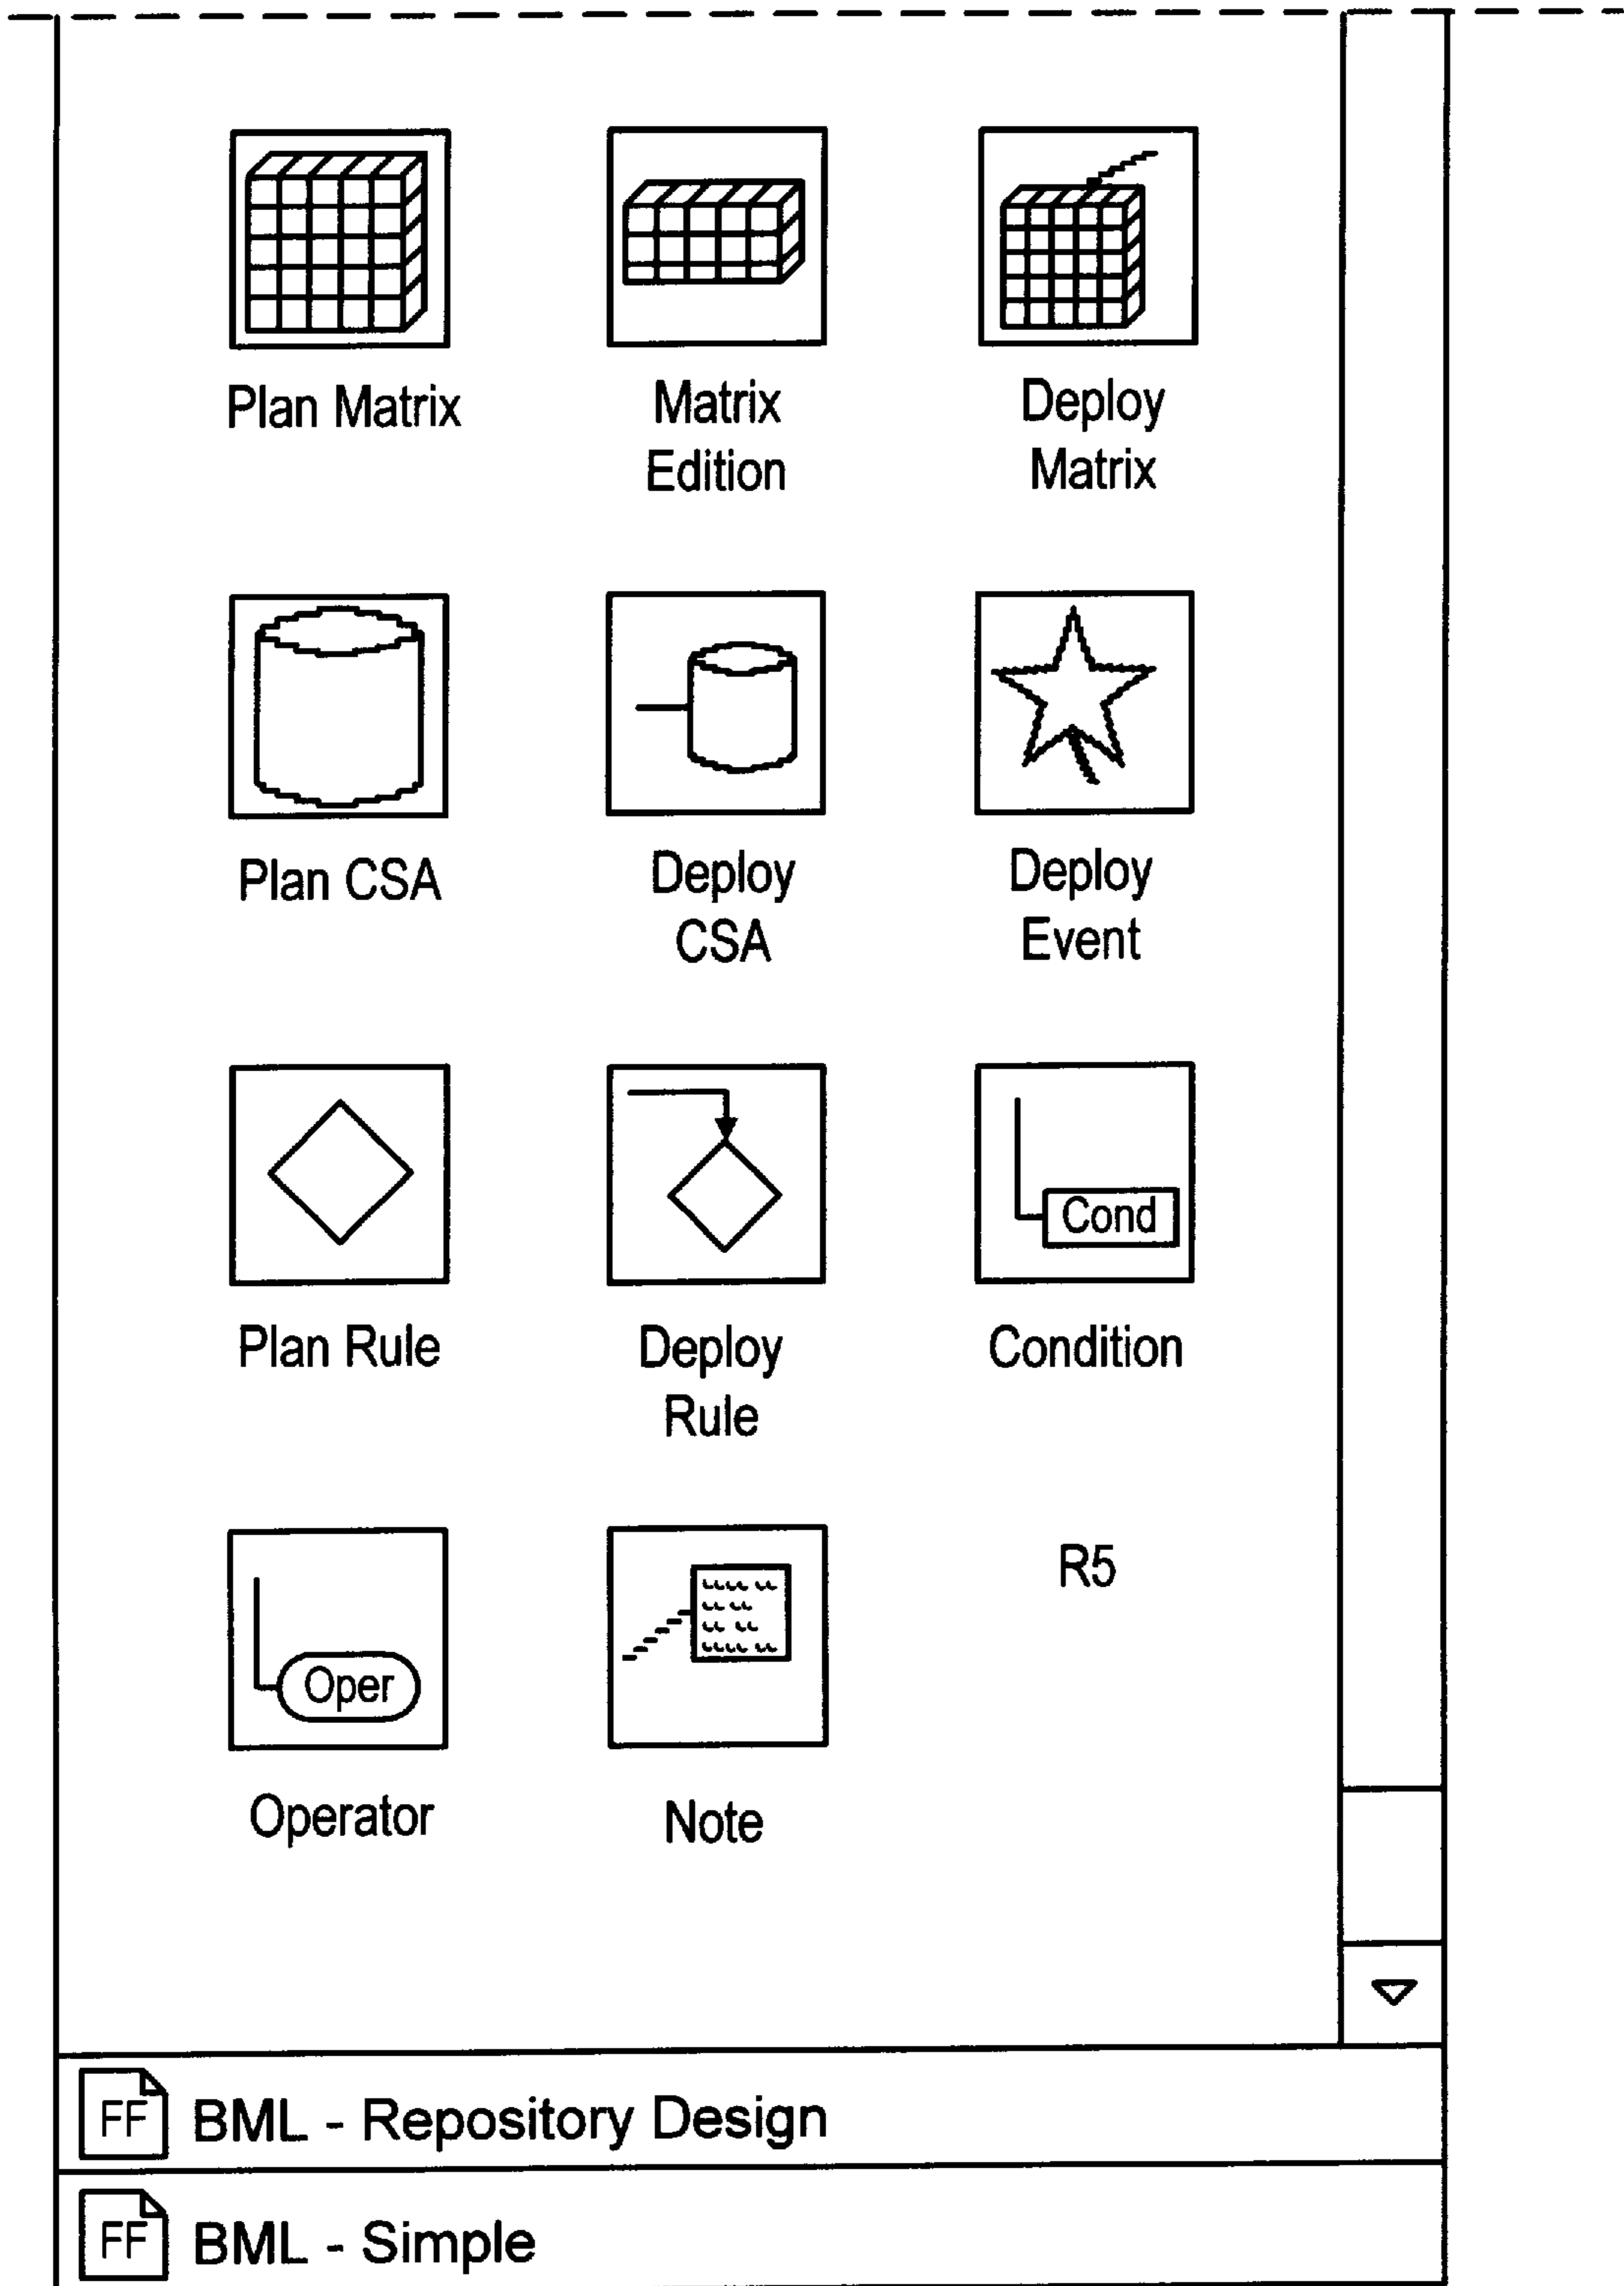 Plan Matrix
Matrix
Edition
Deploy
Matrix
Plan CSA
Deploy
CSA
Deploy
Event
Cond
Plan Rule
Deploy
Rule
Condition
Oper
R5
Operator
Note
FF BML - Repository Design
FF BML - Simple